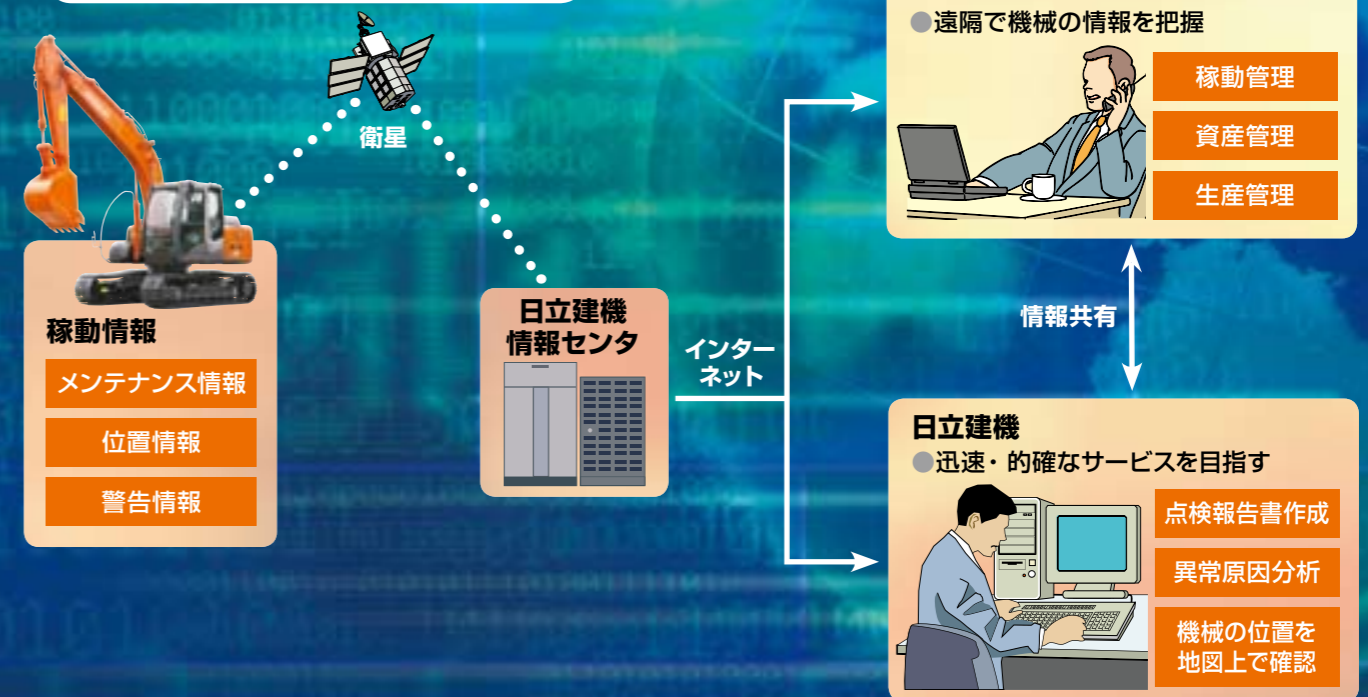 ●遠隔で機械の情報を把握
稼動管理
資産管理
生産管理
衛星
稼動情報
メンテナンス情報
位置情報
警告情報
日立建機
情報センタ
インター
ネット
情報共有
日立建機
●迅速・的確なサービスを目指す
点検報告書作成
異常原因分析
機械の位置を
地図上で確認